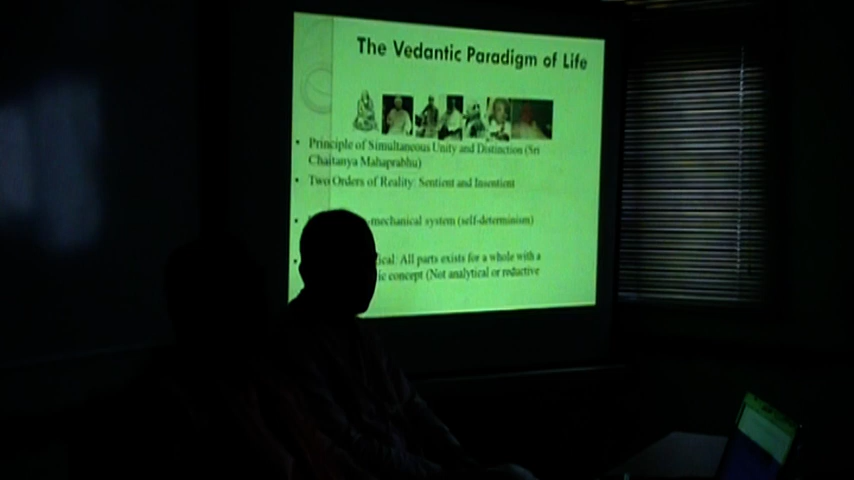 The Vedantic Paradigm of Life
• Principle of Simultaneous Unity and Distinction (Sri
Chaitanya Mahaprabhu)
• Two Orders of Reality: Sentient and Insentient
-mechanical system (self-determinism)
ical: All parts exists for a whole with a
ic concept (Not analytical or reductive